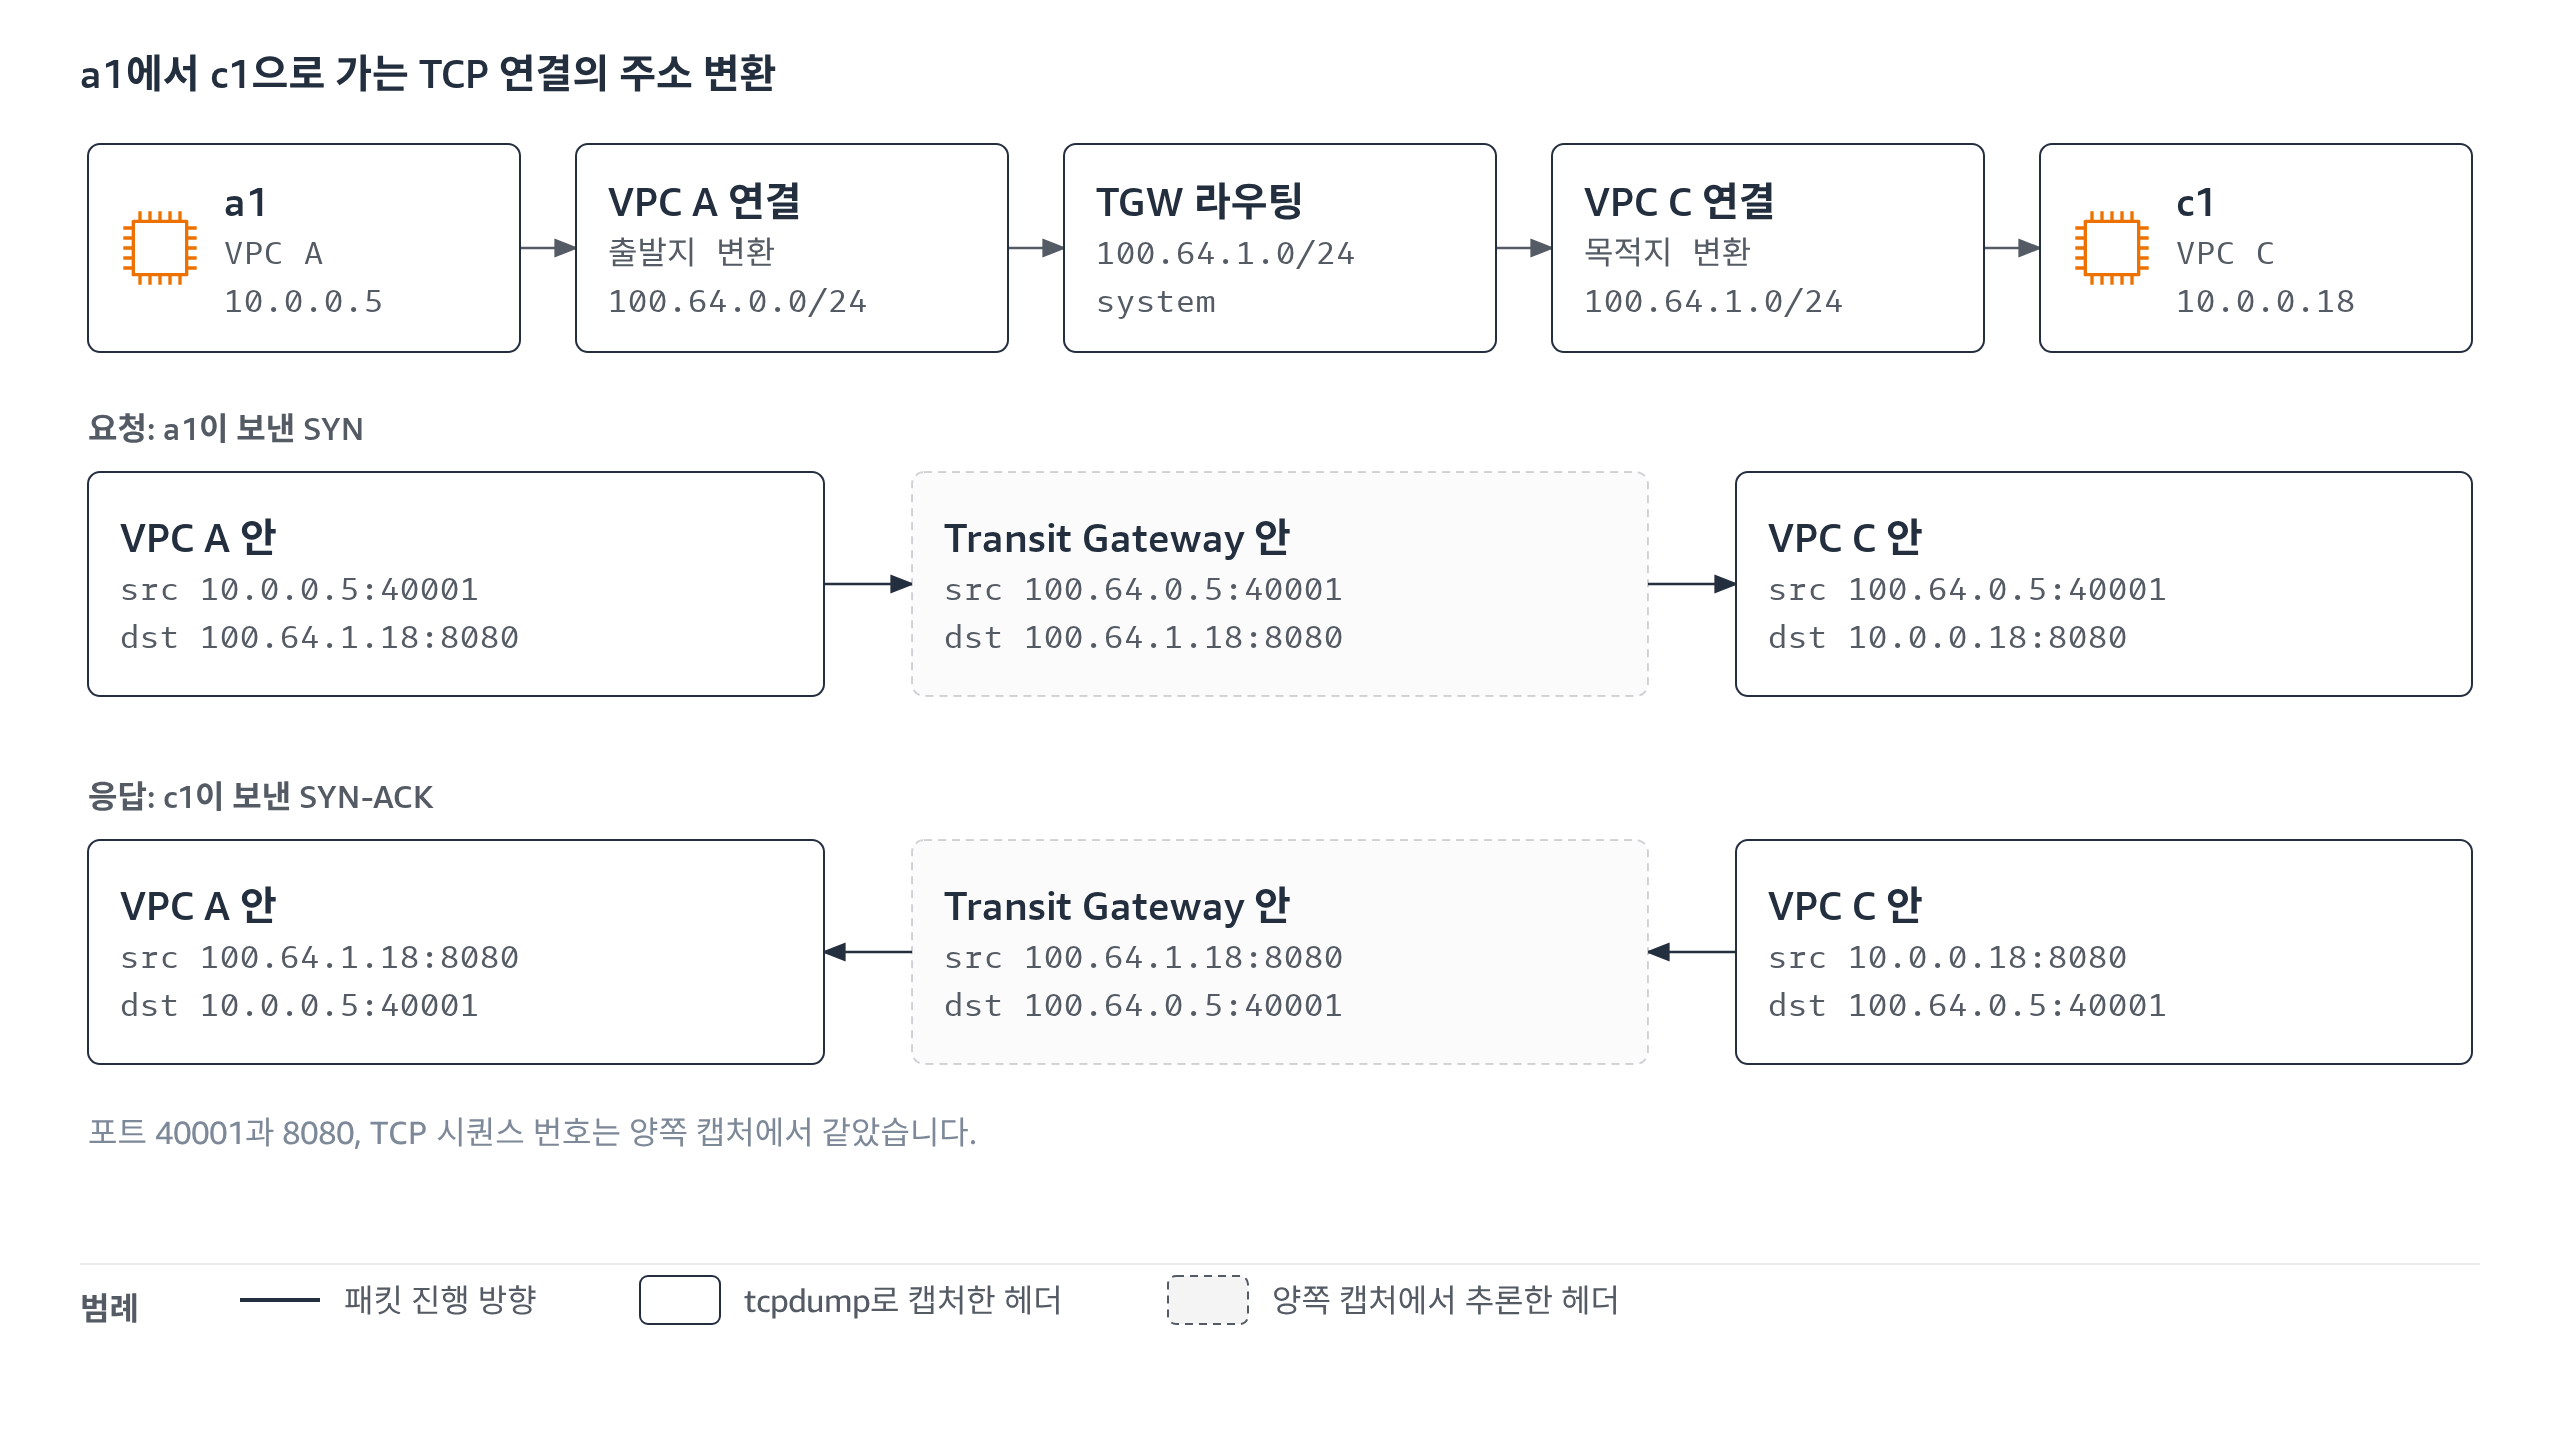 a1에서 c1으로 가는 TCP 연결의 주소 변환
a1
VPC A
10.0.0.5
VPC A 연결
출발지 변환
100.64.0.0/24
TGW 라우팅
100.64.1.0/24
system
VPC C 연결
목적지 변환
100.64.1.0/24
c1
VPC C
10.0.0.18
요청: a1이 보낸 SYN
VPC A 안
src 10.0.0.5:40001
dst 100.64.1.18:8080
Transit Gateway 안
src 100.64.0.5:40001
dst 100.64.1.18:8080
VPC C 안
src 100.64.0.5:40001
dst 10.0.0.18:8080
응답: c1이 보낸 SYN-ACK
VPC A 안
src 100.64.1.18:8080
dst 10.0.0.5:40001
Transit Gateway 안
src 100.64.1.18:8080
dst 100.64.0.5:40001
VPC C 안
src 10.0.0.18:8080
dst 100.64.0.5:40001
포트 40001과 8080, TCP 시퀀스 번호는 양쪽 캡처에서 같았습니다.
범례
패킷 진행 방향
tcpdump로 캡처한 헤더
양쪽 캡처에서 추론한 헤더